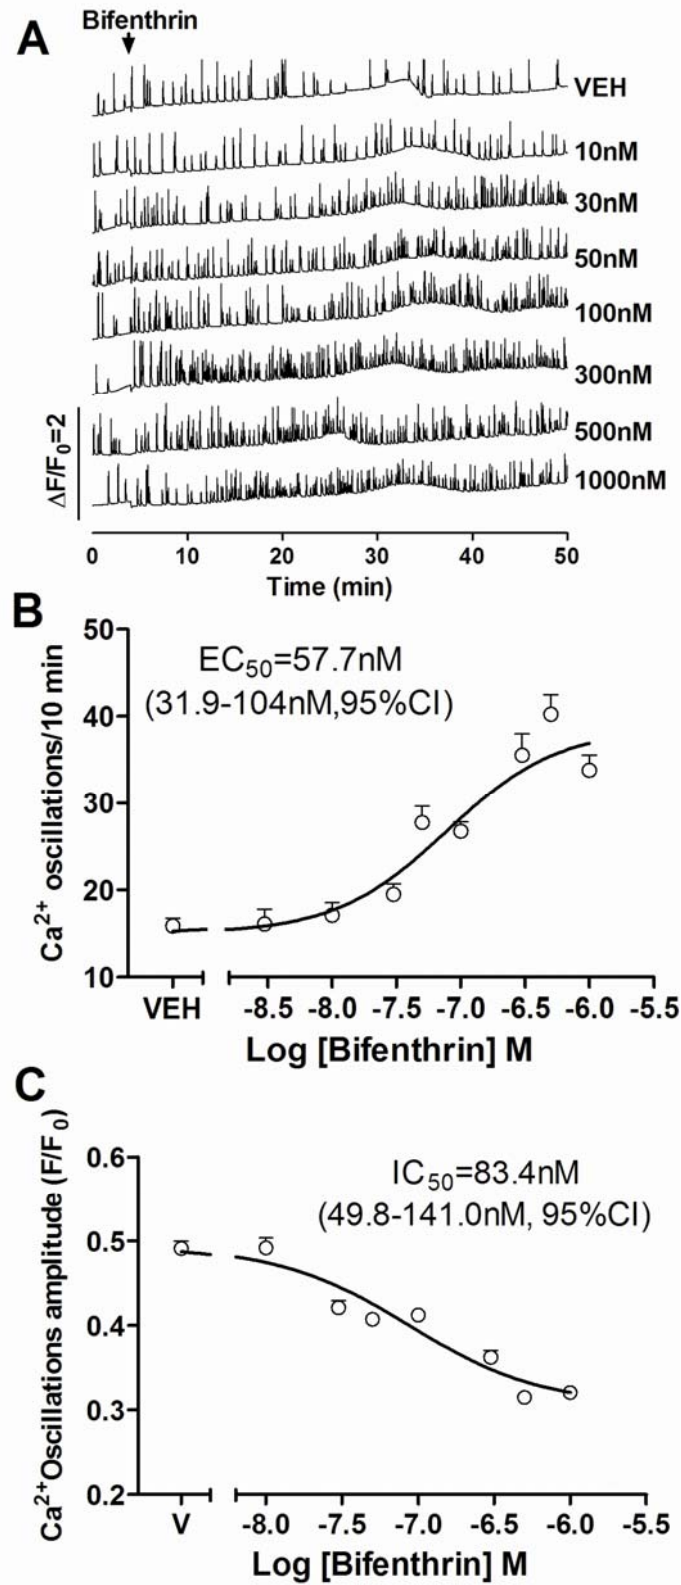 A
Bifenthrin
VEH
10nM
30nM
50nM
100nM
300nM
500nM
1000nM
ΔF/F₀=2
0 10 20 30 40 50
Time (min)
B
EC₅₀=57.7nM
(31.9-104nM,95%CI)
Ca²⁺ oscillations/10 min
50
40
30
20
10
VEH -8.5 -8.0 -7.5 -7.0 -6.5 -6.0 -5.5
Log [Bifenthrin] M
C
IC₅₀=83.4nM
(49.8-141.0nM, 95%CI)
Ca²⁺Oscillations amplitude (F/F₀)
0.6
0.5
0.4
0.3
0.2
V -8.0 -7.5 -7.0 -6.5 -6.0 -5.5
Log [Bifenthrin] M